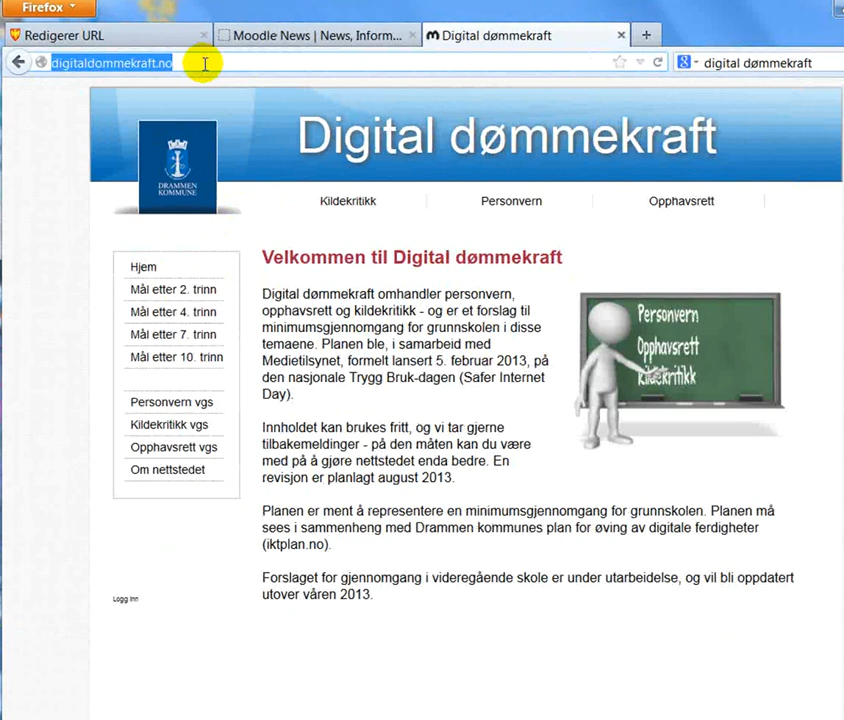 Firefox
Redigerer URL
Moodle News | News, Inform...
Digital dømmekraft
digitaldommekraft.no
digital dømmekraft
Digital dømmekraft
DRAMMEN
KOMMUNE
Kildekritikk
Personvern
Opphavsrett
Hjem
Mål etter 2. trinn
Mål etter 4. trinn
Mål etter 7. trinn
Mål etter 10. trinn
Personvern vgs
Kildekritikk vgs
Opphavsrett vgs
Om nettstedet
Logg inn
Velkommen til Digital dømmekraft
Digital dømmekraft omhandler personvern,
opphavsrett og kildekritikk - og er et forslag til
minimumsgjennomgang for grunnskolen i disse
temaene. Planen ble, i samarbeid med
Medietilsynet, formelt lansert 5. februar 2013, på
den nasjonale Trygg Bruk-dagen (Safer Internet
Day).
Innholdet kan brukes fritt, og vi tar gjerne
tilbakemeldinger - på den måten kan du være
med på å gjøre nettstedet enda bedre. En
revisjon er planlagt august 2013.
Personvern
Opphavsrett
Kildekritikk
Planen er ment å representere en minimumsgjennomgang for grunnskolen. Planen må
sees i sammenheng med Drammen kommunes plan for øving av digitale ferdigheter
(iktplan.no).
Forslaget for gjennomgang i videregående skole er under utarbeidelse, og vil bli oppdatert
utover våren 2013.